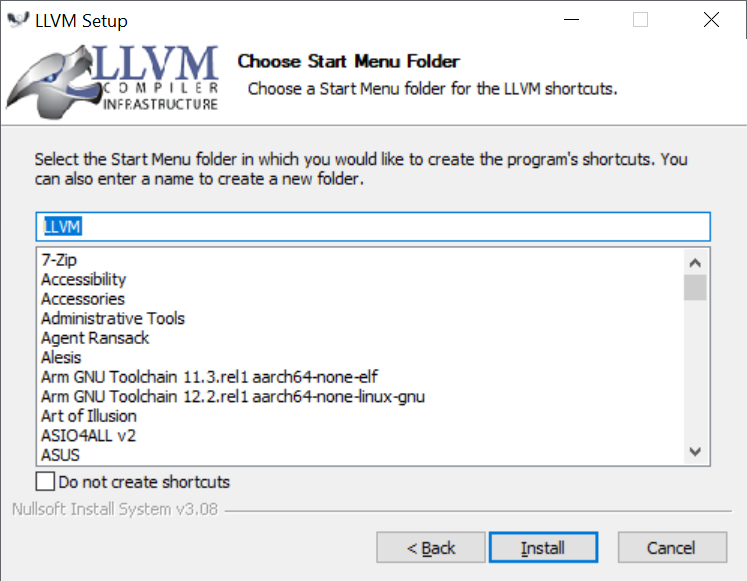 LLVM Setup
LLVM
COMPILER
INFRASTRUCTURE
Choose Start Menu Folder
Choose a Start Menu folder for the LLVM shortcuts.
Select the Start Menu folder in which you would like to create the program's shortcuts. You
can also enter a name to create a new folder.
LLVM
7-Zip
Accessibility
Accessories
Administrative Tools
Agent Ransack
Alesis
Arm GNU Toolchain 11.3.rel1 aarch64-none-elf
Arm GNU Toolchain 12.2.rel1 aarch64-none-linux-gnu
Art of Illusion
ASIO4ALL v2
ASUS
Do not create shortcuts
Nullsoft Install System v3.08
< Back
Install
Cancel